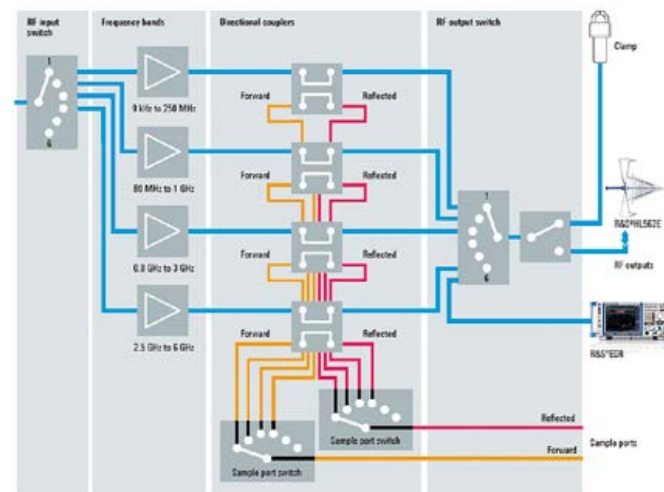 RF input
switch
Frequency bands
Directional couplers
RF output switch
1
6
9 kHz to 250 MHz
80 MHz to 1 GHz
0.8 GHz to 3 GHz
2.5 GHz to 6 GHz
Forward
Reflected
Forward
Reflected
Forward
Reflected
Forward
Reflected
Sample port switch
Sample port switch
1
6
Clamp
R&S®HL562E
RF outputs
R&S®EDR
Reflected
Forward
Sample ports